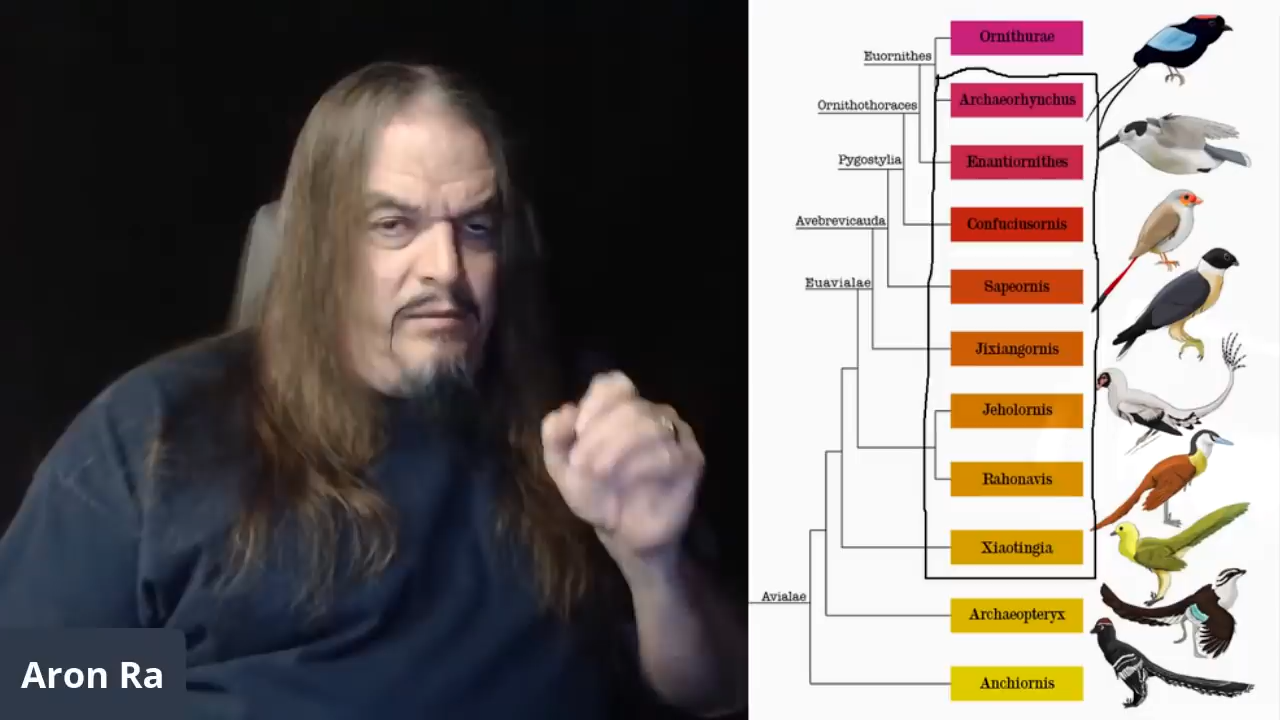 Ornithurae
Euornithes
Archaeorhynchus
Ornithothoraces
Pygostylia
Enantiornithes
Avebrevicauda
Confuciusornis
Euavialae
Sapeornis
Jixiangornis
Jeholornis
Rahonavis
Xiaotingia
Avialae
Archaeopteryx
Aron Ra
Anchiornis